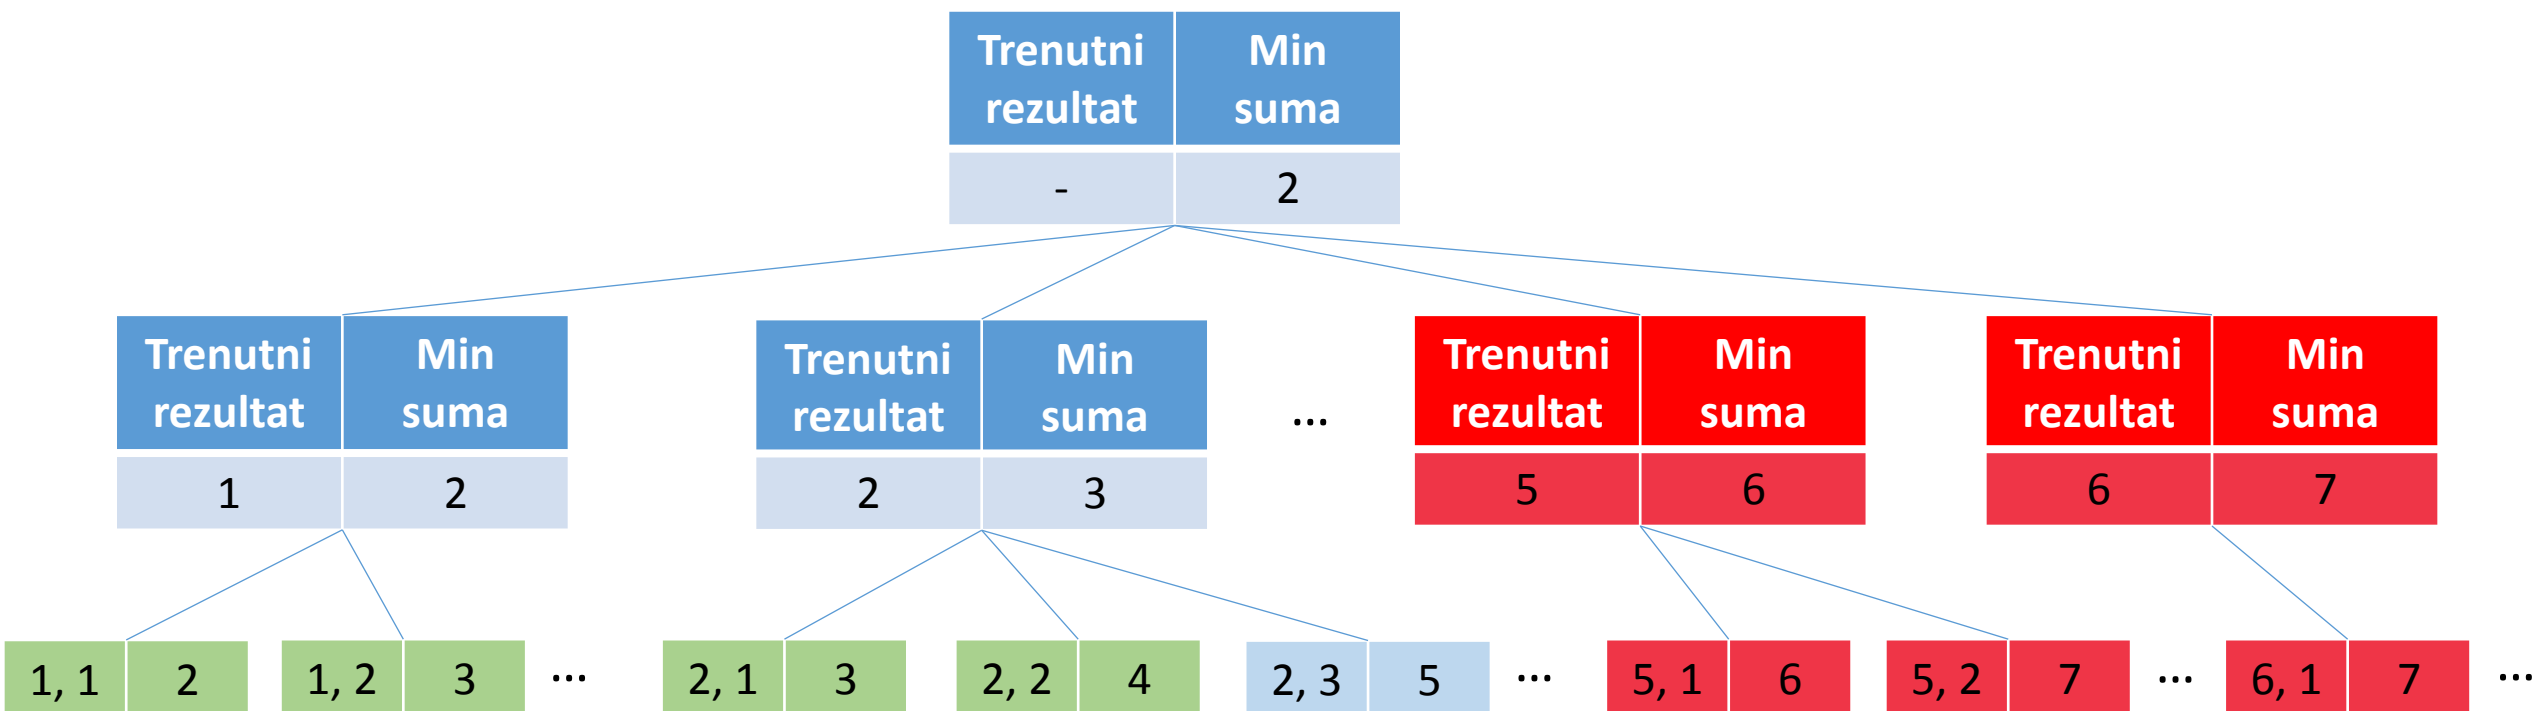 Trenutni rezultat Min suma
- 2
Trenutni rezultat Min suma
1 2
Trenutni rezultat Min suma
2 3
...
Trenutni rezultat Min suma
5 6
Trenutni rezultat Min suma
6 7
1, 1 2
1, 2 3
...
2, 1 3
2, 2 4
2, 3 5
...
5, 1 6
5, 2 7
...
6, 1 7
...